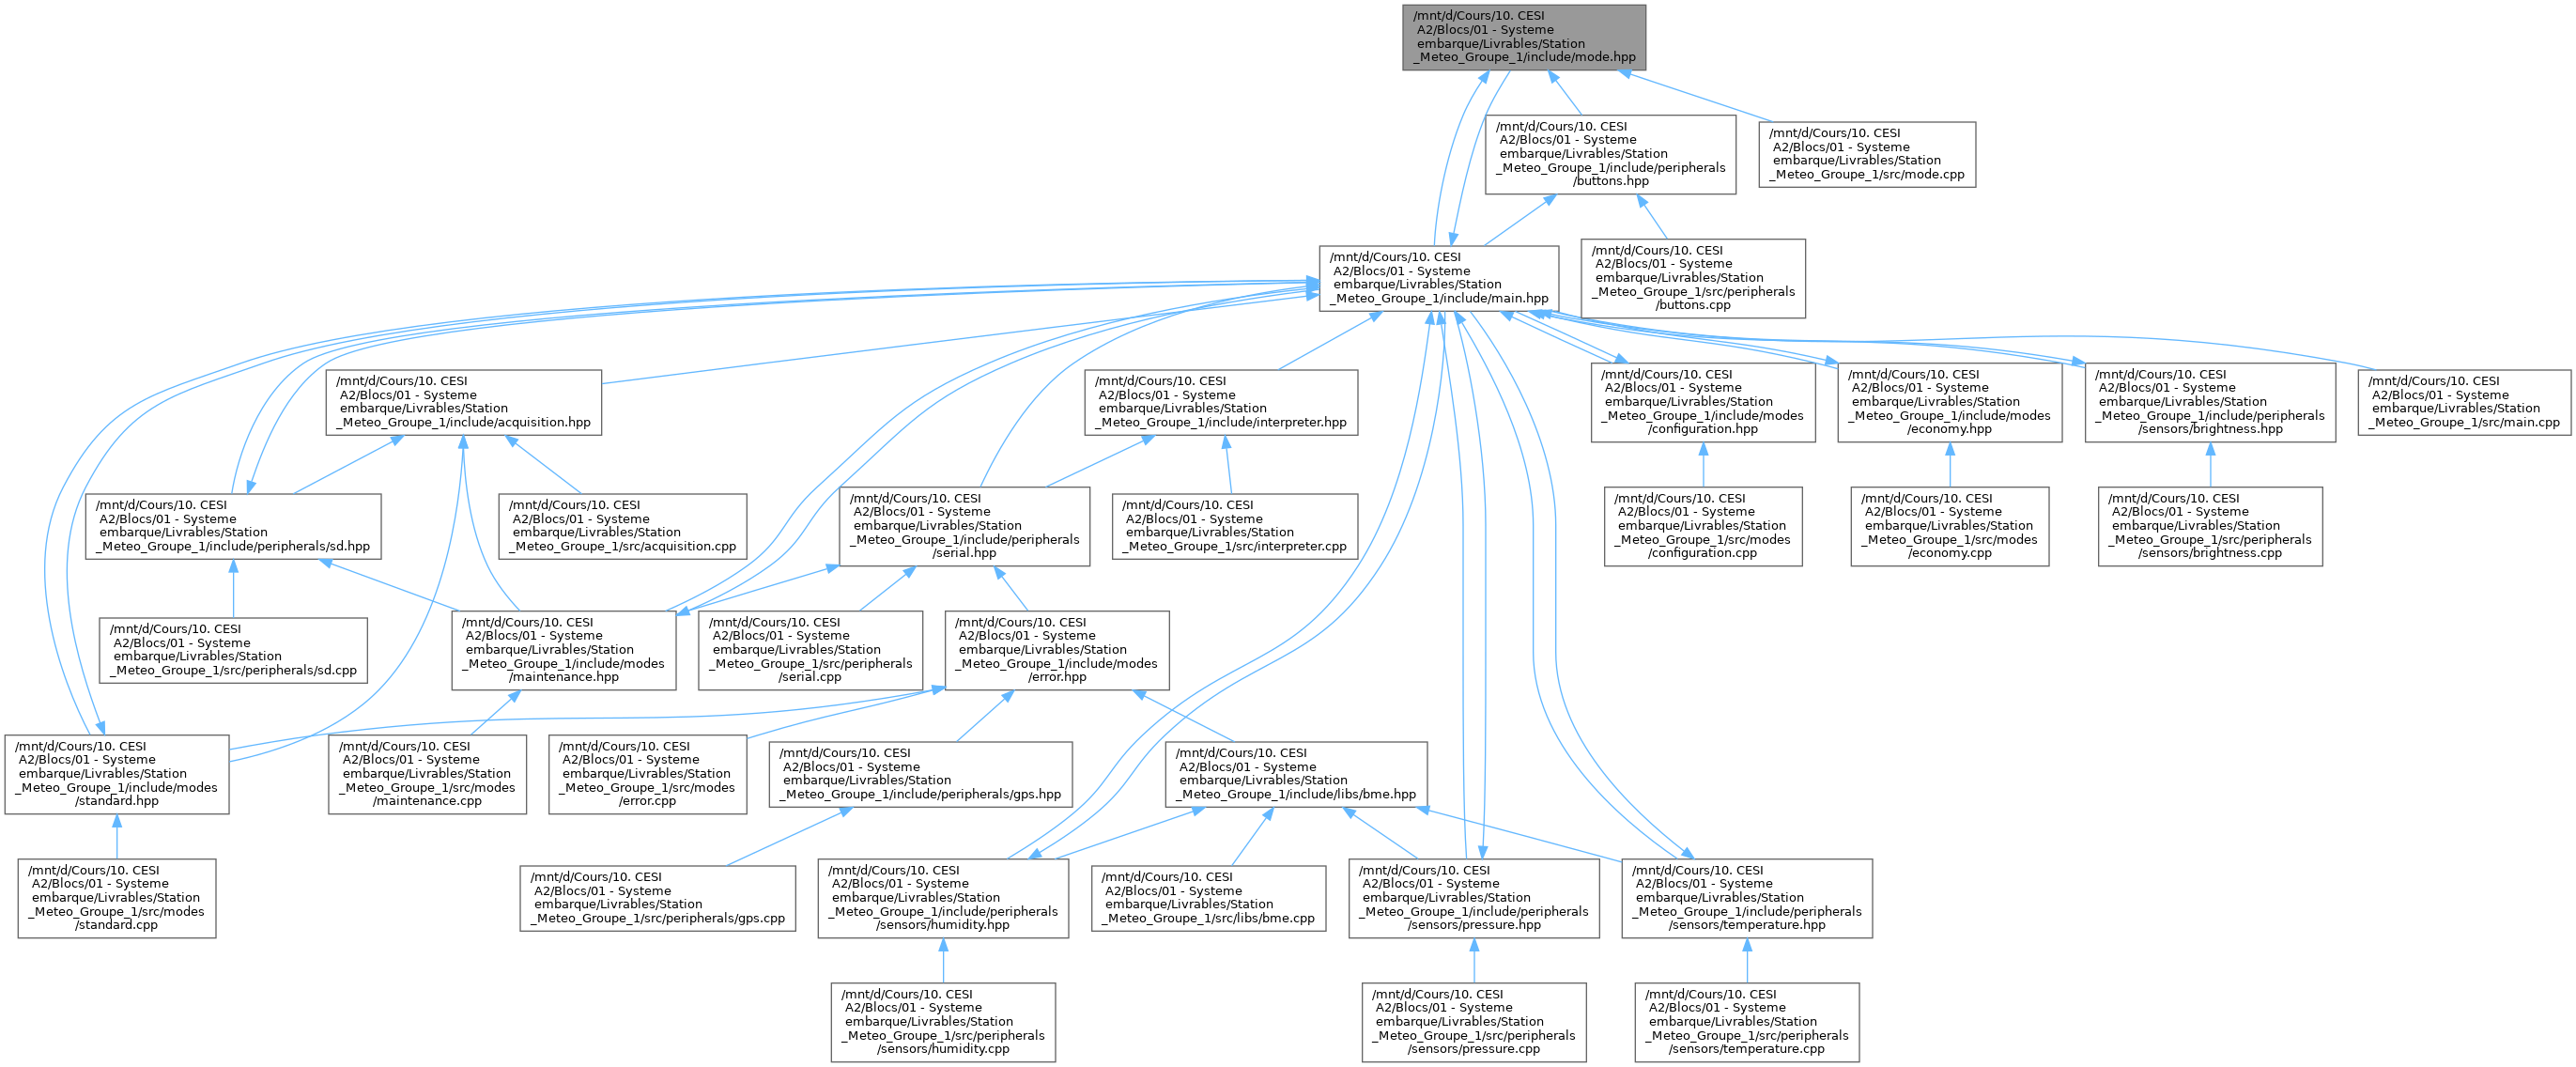 /mnt/d/Cours/10. CESI
A2/Blocs/01 - Systeme
embarque/Livrables/Station
_Meteo_Groupe_1/include/mode.hpp
/mnt/d/Cours/10. CESI
A2/Blocs/01 - Systeme
embarque/Livrables/Station
_Meteo_Groupe_1/include/peripherals
/buttons.hpp
/mnt/d/Cours/10. CESI
A2/Blocs/01 - Systeme
embarque/Livrables/Station
_Meteo_Groupe_1/src/mode.cpp
/mnt/d/Cours/10. CESI
A2/Blocs/01 - Systeme
embarque/Livrables/Station
_Meteo_Groupe_1/include/main.hpp
/mnt/d/Cours/10. CESI
A2/Blocs/01 - Systeme
embarque/Livrables/Station
_Meteo_Groupe_1/src/peripherals
/buttons.cpp
/mnt/d/Cours/10. CESI
A2/Blocs/01 - Systeme
embarque/Livrables/Station
_Meteo_Groupe_1/include/acquisition.hpp
/mnt/d/Cours/10. CESI
A2/Blocs/01 - Systeme
embarque/Livrables/Station
_Meteo_Groupe_1/include/interpreter.hpp
/mnt/d/Cours/10. CESI
A2/Blocs/01 - Systeme
embarque/Livrables/Station
_Meteo_Groupe_1/include/modes
/configuration.hpp
/mnt/d/Cours/10. CESI
A2/Blocs/01 - Systeme
embarque/Livrables/Station
_Meteo_Groupe_1/include/modes
/economy.hpp
/mnt/d/Cours/10. CESI
A2/Blocs/01 - Systeme
embarque/Livrables/Station
_Meteo_Groupe_1/include/peripherals
/sensors/brightness.hpp
/mnt/d/Cours/10. CESI
A2/Blocs/01 - Systeme
embarque/Livrables/Station
_Meteo_Groupe_1/src/main.cpp
/mnt/d/Cours/10. CESI
A2/Blocs/01 - Systeme
embarque/Livrables/Station
_Meteo_Groupe_1/include/peripherals/sd.hpp
/mnt/d/Cours/10. CESI
A2/Blocs/01 - Systeme
embarque/Livrables/Station
_Meteo_Groupe_1/src/acquisition.cpp
/mnt/d/Cours/10. CESI
A2/Blocs/01 - Systeme
embarque/Livrables/Station
_Meteo_Groupe_1/include/peripherals
/serial.hpp
/mnt/d/Cours/10. CESI
A2/Blocs/01 - Systeme
embarque/Livrables/Station
_Meteo_Groupe_1/src/interpreter.cpp
/mnt/d/Cours/10. CESI
A2/Blocs/01 - Systeme
embarque/Livrables/Station
_Meteo_Groupe_1/src/modes
/configuration.cpp
/mnt/d/Cours/10. CESI
A2/Blocs/01 - Systeme
embarque/Livrables/Station
_Meteo_Groupe_1/src/modes
/economy.cpp
/mnt/d/Cours/10. CESI
A2/Blocs/01 - Systeme
embarque/Livrables/Station
_Meteo_Groupe_1/src/peripherals
/sensors/brightness.cpp
/mnt/d/Cours/10. CESI
A2/Blocs/01 - Systeme
embarque/Livrables/Station
_Meteo_Groupe_1/src/peripherals/sd.cpp
/mnt/d/Cours/10. CESI
A2/Blocs/01 - Systeme
embarque/Livrables/Station
_Meteo_Groupe_1/include/modes
/maintenance.hpp
/mnt/d/Cours/10. CESI
A2/Blocs/01 - Systeme
embarque/Livrables/Station
_Meteo_Groupe_1/src/peripherals
/serial.cpp
/mnt/d/Cours/10. CESI
A2/Blocs/01 - Systeme
embarque/Livrables/Station
_Meteo_Groupe_1/include/modes
/error.hpp
/mnt/d/Cours/10. CESI
A2/Blocs/01 - Systeme
embarque/Livrables/Station
_Meteo_Groupe_1/include/modes
/standard.hpp
/mnt/d/Cours/10. CESI
A2/Blocs/01 - Systeme
embarque/Livrables/Station
_Meteo_Groupe_1/src/modes
/maintenance.cpp
/mnt/d/Cours/10. CESI
A2/Blocs/01 - Systeme
embarque/Livrables/Station
_Meteo_Groupe_1/src/modes
/error.cpp
/mnt/d/Cours/10. CESI
A2/Blocs/01 - Systeme
embarque/Livrables/Station
_Meteo_Groupe_1/include/peripherals/gps.hpp
/mnt/d/Cours/10. CESI
A2/Blocs/01 - Systeme
embarque/Livrables/Station
_Meteo_Groupe_1/include/libs/bme.hpp
/mnt/d/Cours/10. CESI
A2/Blocs/01 - Systeme
embarque/Livrables/Station
_Meteo_Groupe_1/src/modes
/standard.cpp
/mnt/d/Cours/10. CESI
A2/Blocs/01 - Systeme
embarque/Livrables/Station
_Meteo_Groupe_1/src/peripherals/gps.cpp
/mnt/d/Cours/10. CESI
A2/Blocs/01 - Systeme
embarque/Livrables/Station
_Meteo_Groupe_1/include/peripherals
/sensors/humidity.hpp
/mnt/d/Cours/10. CESI
A2/Blocs/01 - Systeme
embarque/Livrables/Station
_Meteo_Groupe_1/src/libs/bme.cpp
/mnt/d/Cours/10. CESI
A2/Blocs/01 - Systeme
embarque/Livrables/Station
_Meteo_Groupe_1/include/peripherals
/sensors/pressure.hpp
/mnt/d/Cours/10. CESI
A2/Blocs/01 - Systeme
embarque/Livrables/Station
_Meteo_Groupe_1/include/peripherals
/sensors/temperature.hpp
/mnt/d/Cours/10. CESI
A2/Blocs/01 - Systeme
embarque/Livrables/Station
_Meteo_Groupe_1/src/peripherals
/sensors/humidity.cpp
/mnt/d/Cours/10. CESI
A2/Blocs/01 - Systeme
embarque/Livrables/Station
_Meteo_Groupe_1/src/peripherals
/sensors/pressure.cpp
/mnt/d/Cours/10. CESI
A2/Blocs/01 - Systeme
embarque/Livrables/Station
_Meteo_Groupe_1/src/peripherals
/sensors/temperature.cpp